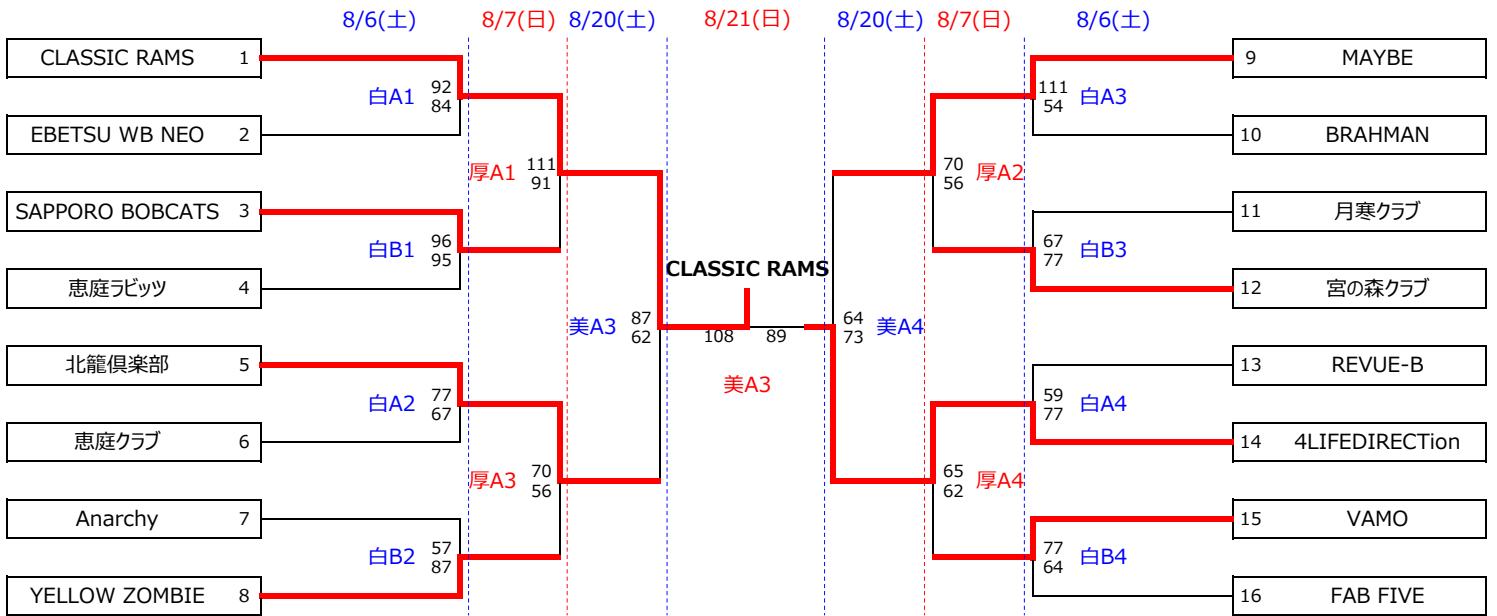 8/6(土) 8/7(日) 8/20(土) 8/21(日) 8/20(土) 8/7(日) 8/6(土)
CLASSIC RAMS 1
白A1 92
84
EBETSU WB NEO 2
厚A1 111
91
SAPPORO BOBCATS 3
白B1 96
95
恵庭ラビッツ 4
美A3 87
62
北籠倶楽部 5
白A2 77
67
恵庭クラブ 6
厚A3 70
56
Anarchy 7
白B2 57
87
YELLOW ZOMBIE 8
CLASSIC RAMS
108 89
美A3
9 MAYBE
111 白A3
54
10 BRAHMAN
70 厚A2
56
11 月寒クラブ
67 白B3
77
12 宮の森クラブ
64 美A4
73
13 REVUE-B
59 白A4
77
14 4LIFEDIRECTion
65 厚A4
62
15 VAMO
77 白B4
64
16 FAB FIVE